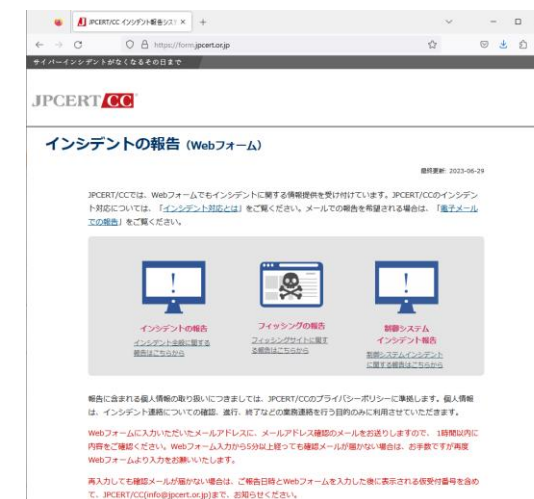 JPCERT/CC インシデント報告シス
https://form.jpcert.or.jp
サイバーインシデントがなくなるその日まで
JPCERT CC
インシデントの報告 (Webフォーム)
最終更新: 2023-06-29
JPCERT/CCでは、Webフォームでもインシデントに関する情報提供を受け付けています。JPCERT/CCのインシデン
ト対応については、「インシデント対応とは」をご覧ください。メールでの報告を希望される場合は、「電子メール
での報告」をご覧ください。
インシデントの報告
インシデント全般に関する
報告はこちらから
フィッシングの報告
フィッシングサイトに関す
る報告はこちらから
制御システム
インシデント報告
制御システムインシデント
に関する報告はこちらから
報告に含まれる個人情報の取り扱いにつきましては、JPCERT/CCのプライバシーポリシーに準拠します。個人情報
は、インシデント連絡についての確認、進行、終了などの業務連絡を行う目的のみに利用させていただきます。
Webフォームに入力いただいたメールアドレスに、メールアドレス確認のメールをお送りしますので、1時間以内に
内容をご確認ください。Webフォーム入力から5分以上経っても確認メールが届かない場合は、お手数ですが再度
Webフォームより入力をお願いいたします。
再入力しても確認メールが届かない場合は、ご報告日時とWebフォームを入力した後に表示される仮受付番号を含め
て、JPCERT/CC(info@jpcert.or.jp)まで、お知らせください。